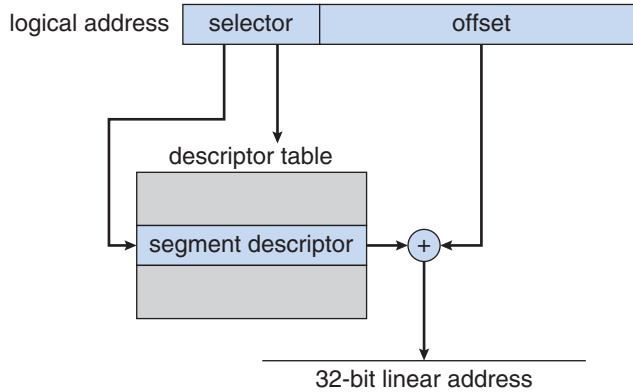 logical address selector offset
descriptor table
segment descriptor +
32-bit linear address